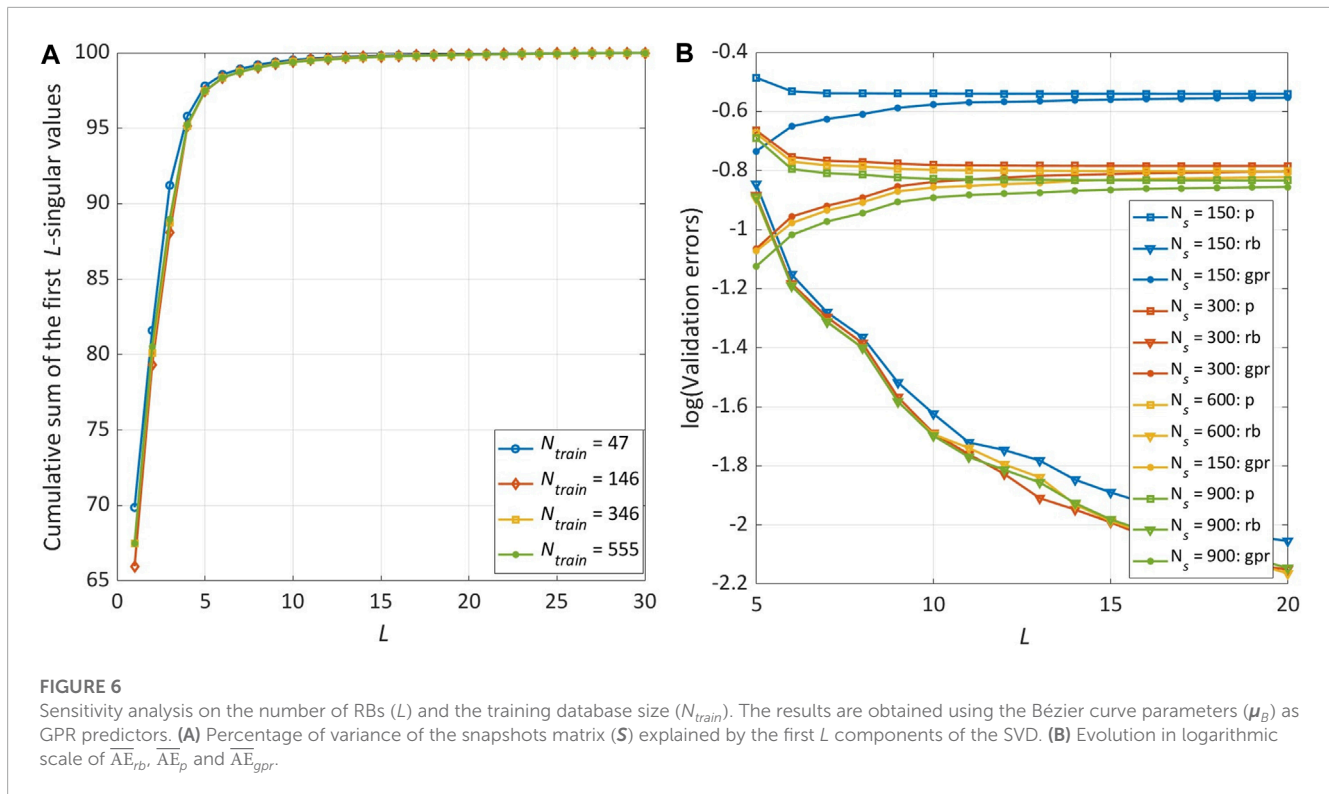 A
Cumulative sum of the first L-singular values
100
95
90
85
80
75
70
65
0
5
10
15
20
25
30
L
N_train = 47
N_train = 146
N_train = 346
N_train = 555
B
log(Validation errors)
-0.4
-0.6
-0.8
-1
-1.2
-1.4
-1.6
-1.8
-2
-2.2
5
10
15
20
L
N_s = 150: p
N_s = 150: rb
N_s = 150: gpr
N_s = 300: p
N_s = 300: rb
N_s = 300: gpr
N_s = 600: p
N_s = 600: rb
N_s = 150: gpr
N_s = 900: p
N_s = 900: rb
N_s = 900: gpr
FIGURE 6
Sensitivity analysis on the number of RBs (L) and the training database size (N_train). The results are obtained using the Bézier curve parameters (μ_B) as
GPR predictors. (A) Percentage of variance of the snapshots matrix (S) explained by the first L components of the SVD. (B) Evolution in logarithmic
scale of A̅E̅_rb, A̅E̅_p and A̅E̅_gpr.